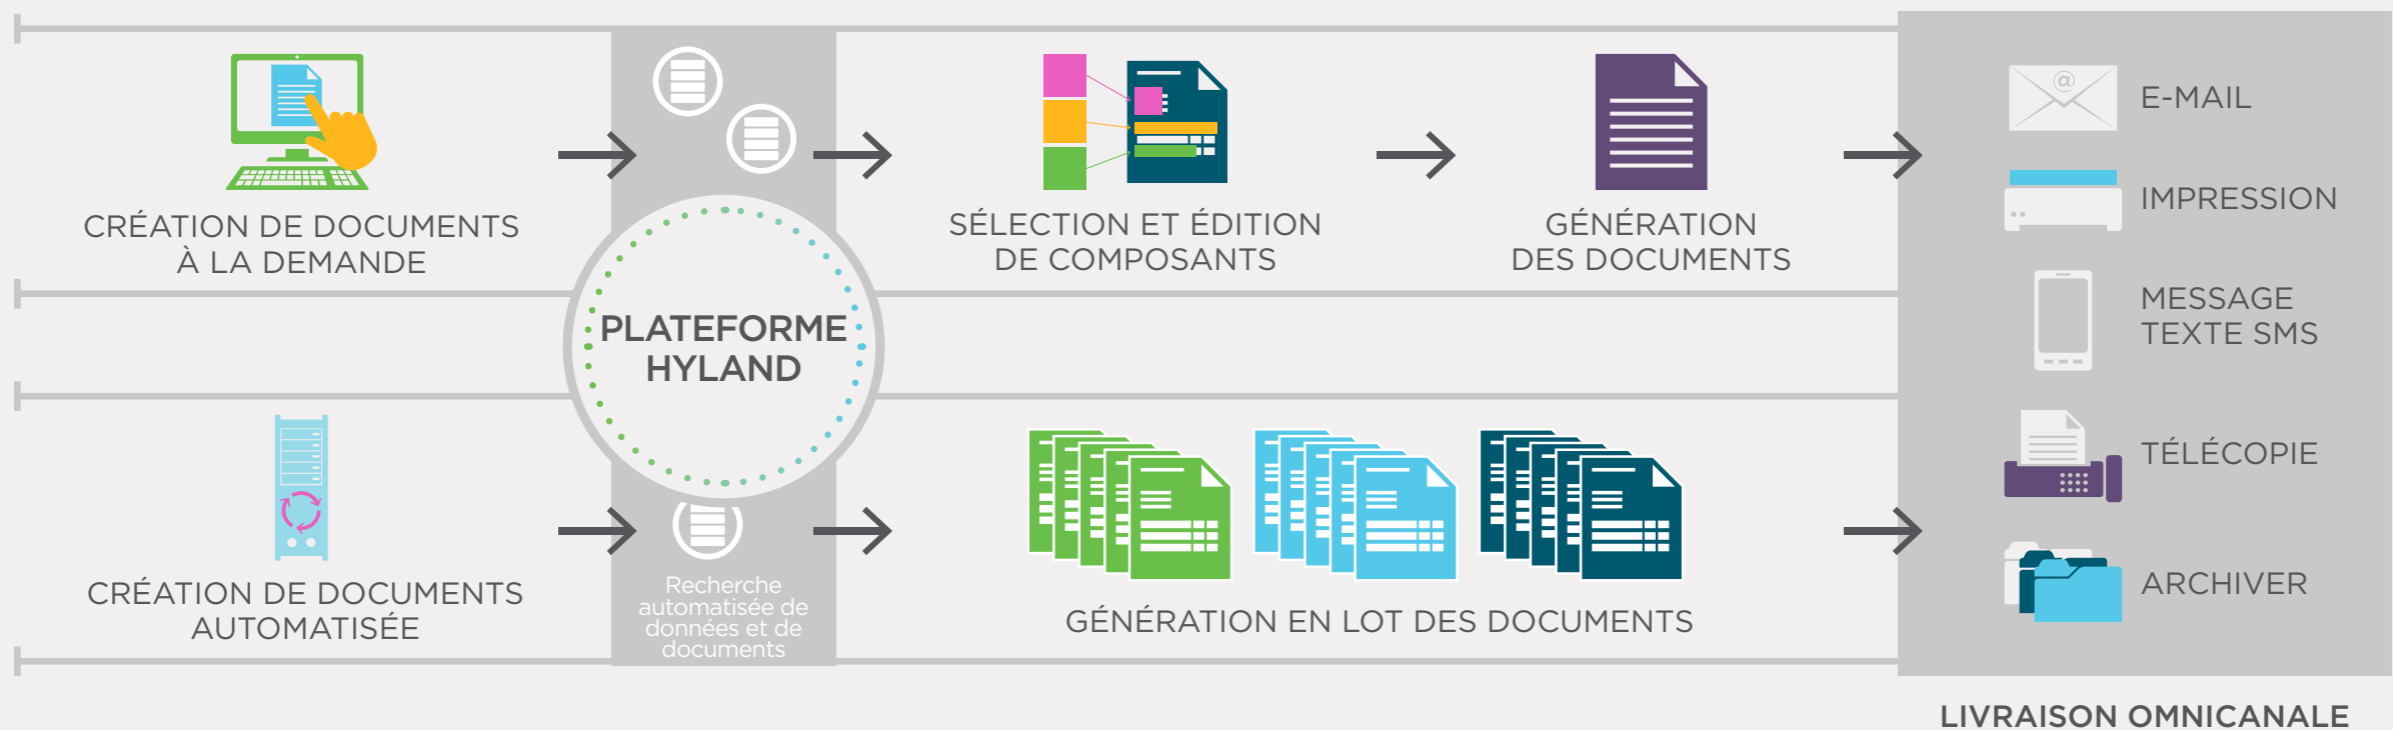 CRÉATION DE DOCUMENTS
À LA DEMANDE
PLATEFORME
HYLAND
SÉLECTION ET ÉDITION
DE COMPOSANTS
GÉNÉRATION
DES DOCUMENTS
CRÉATION DE DOCUMENTS
AUTOMATISÉE
Recherche
automatisée de
données et de
documents
GÉNÉRATION EN LOT DES DOCUMENTS
@
E-MAIL
IMPRESSION
MESSAGE
TEXTE SMS
TÉLÉCOPIE
ARCHIVER
LIVRAISON OMNICANALE